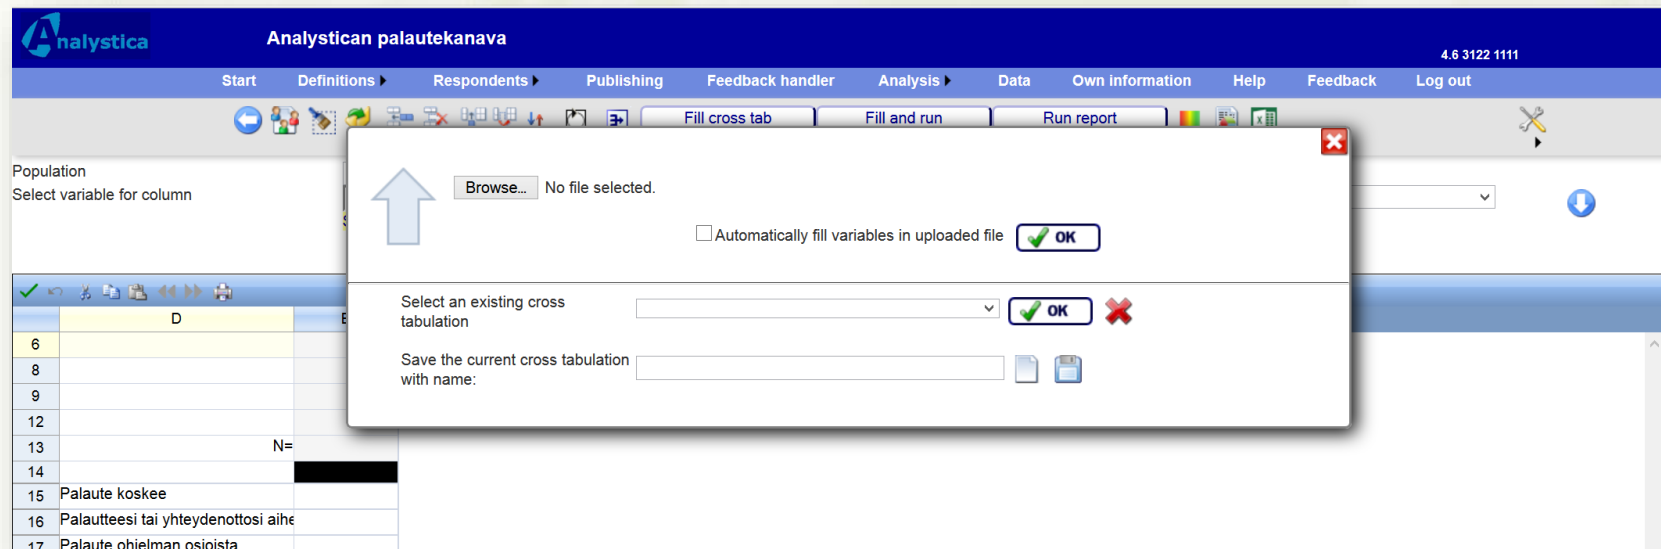 Analystica
Analystican palautekanava
4.6 3122 1111
Start Definitions Respondents Publishing Feedback handler Analysis Data Own information Help Feedback Log out
Fill cross tab Fill and run Run report
Population
Select variable for column
Browse... No file selected.
Automatically fill variables in uploaded file OK
Select an existing cross
tabulation
OK
Save the current cross tabulation
with name:
D
6
8
9
12
13 N=
14
15 Palaute koskee
16 Palautteesi tai yhteydenottosi aihe
17 Palaute ohjelman osioista